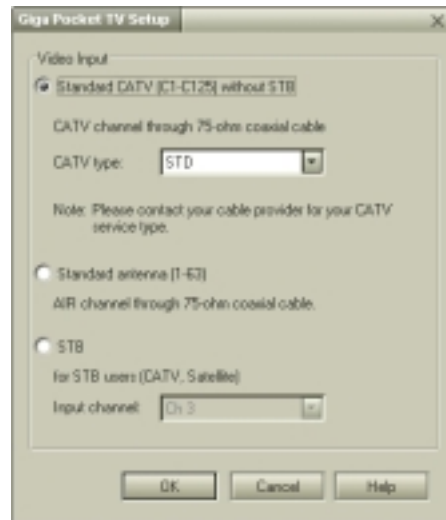 Giga Pocket TV Setup
Video Input
Standard CATV (C1-C125) without STB
CATV channel through 75-ohm coaxial cable
CATV type: STD
Note: Please contact your cable provider for your CATV
service type.
Standard antenna (1-63)
AIR channel through 75-ohm coaxial cable.
STB
for STB users (CATV, Satellite)
Input channel: Ch 3
OK Cancel Help